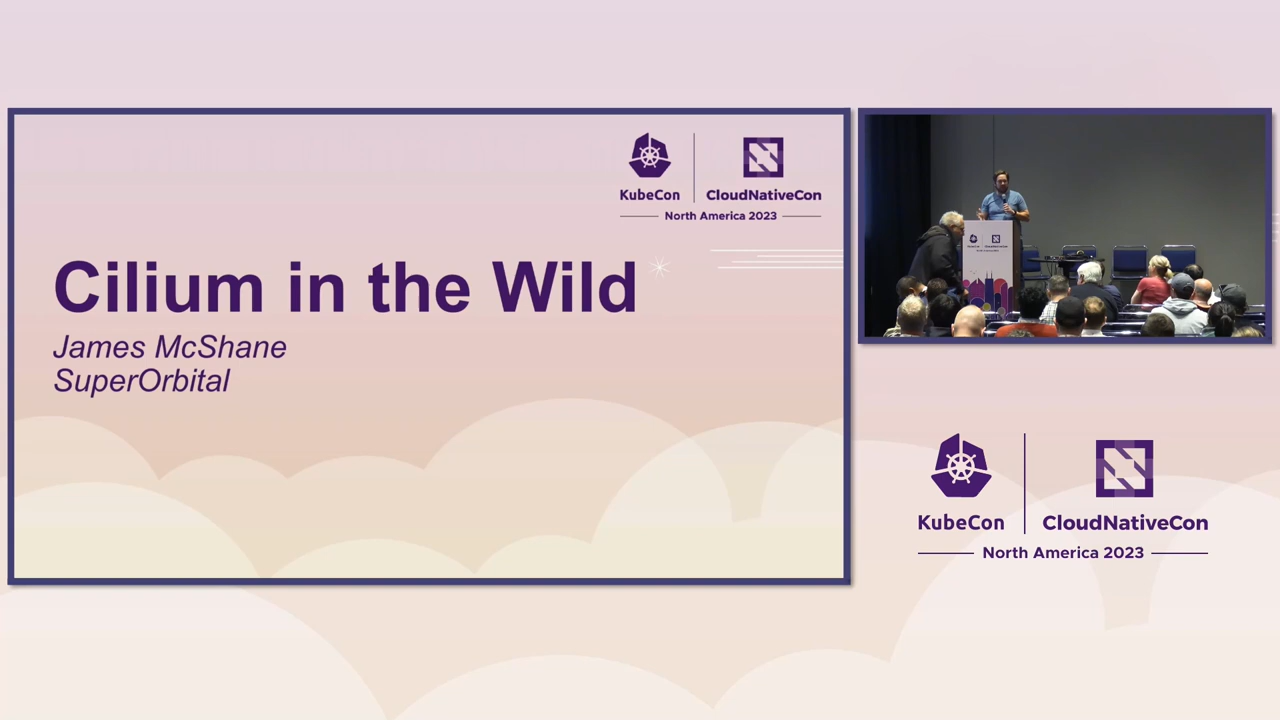 KubeCon
CloudNativeCon
North America 2023
Cilium in the Wild
James McShane
SuperOrbital
KubeCon
CloudNativeCon
North America 2023